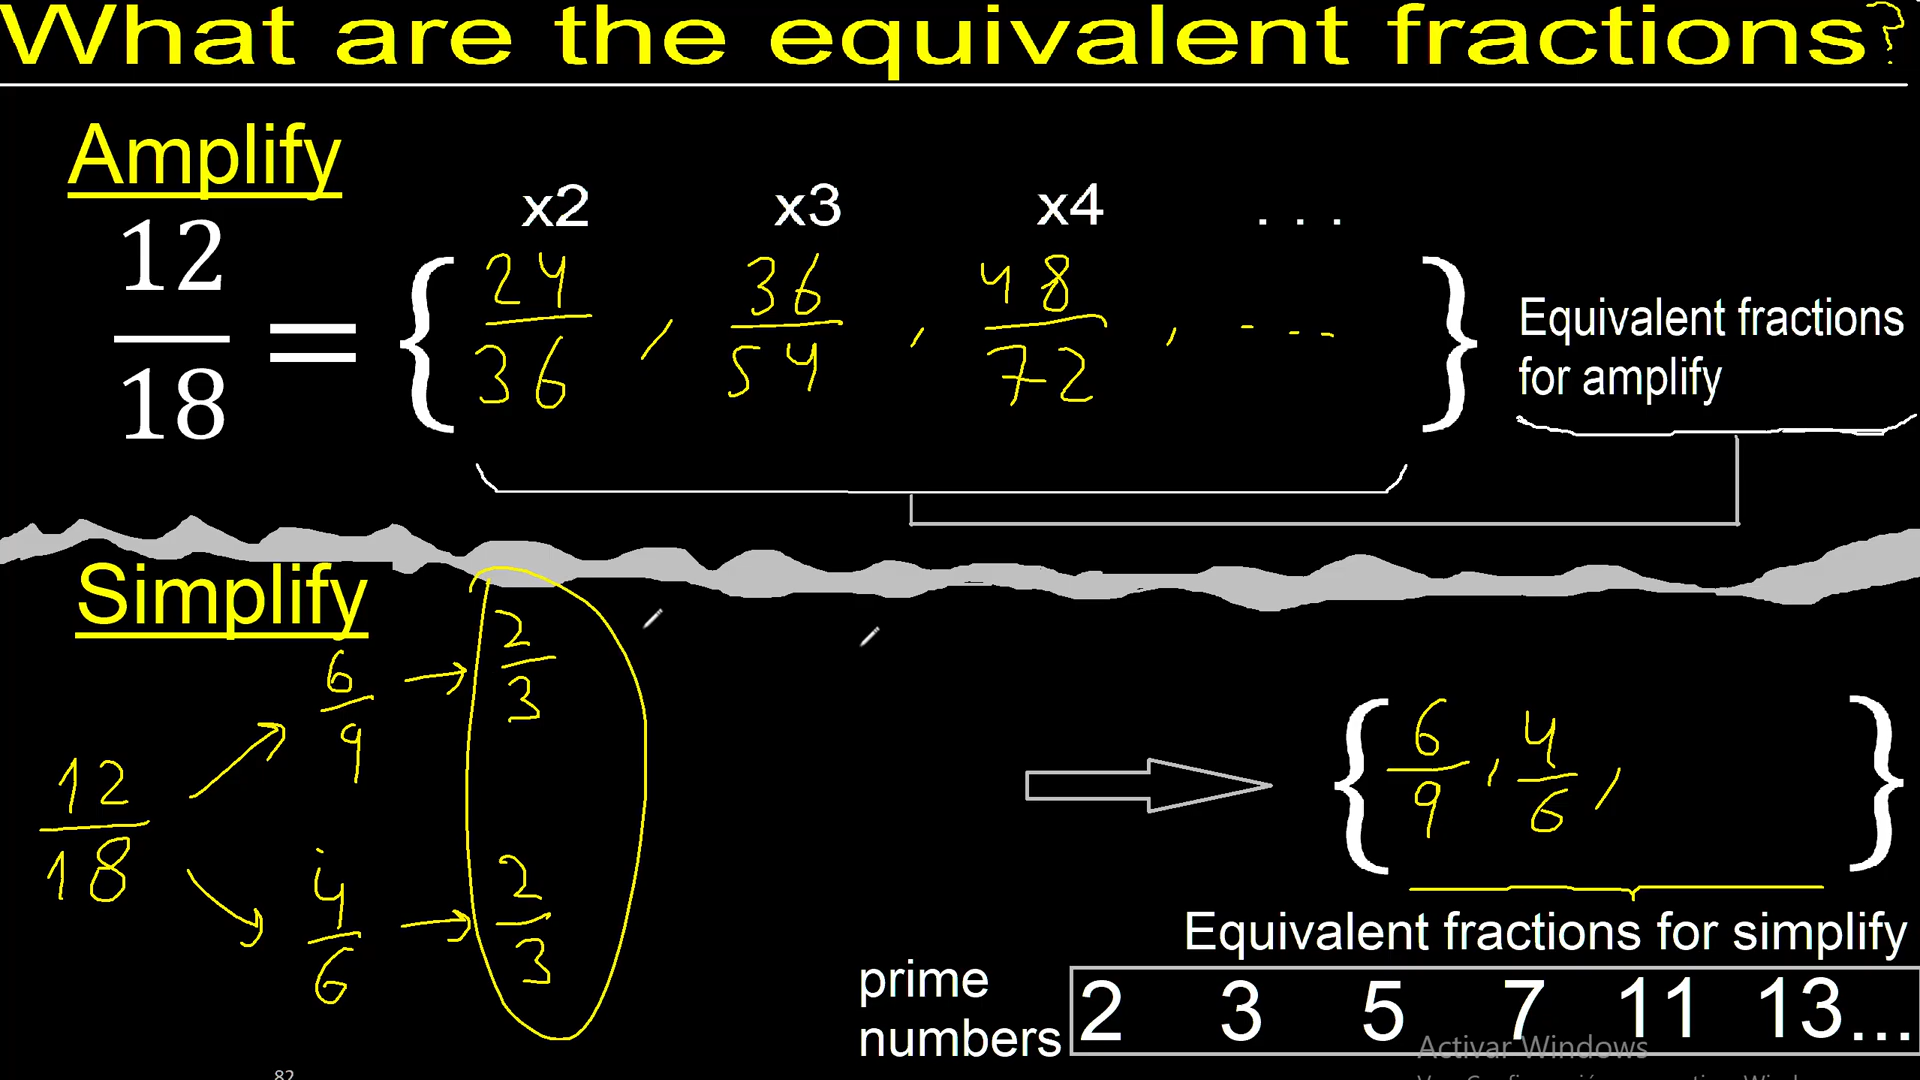 What are the equivalent fractions?
Amplify
x2 x3 x4 . . .
12/18 = { 24/36 , 36/54 , 48/72 , - - - - }
Equivalent fractions
for amplify
Simplify
12/18 → 6/9 → 2/3
12/18 → 4/6 → 2/3
{ 6/9 , 4/6 , }
Equivalent fractions for simplify
prime
numbers
2 3 5 7 11 13...
Activar Windows
82